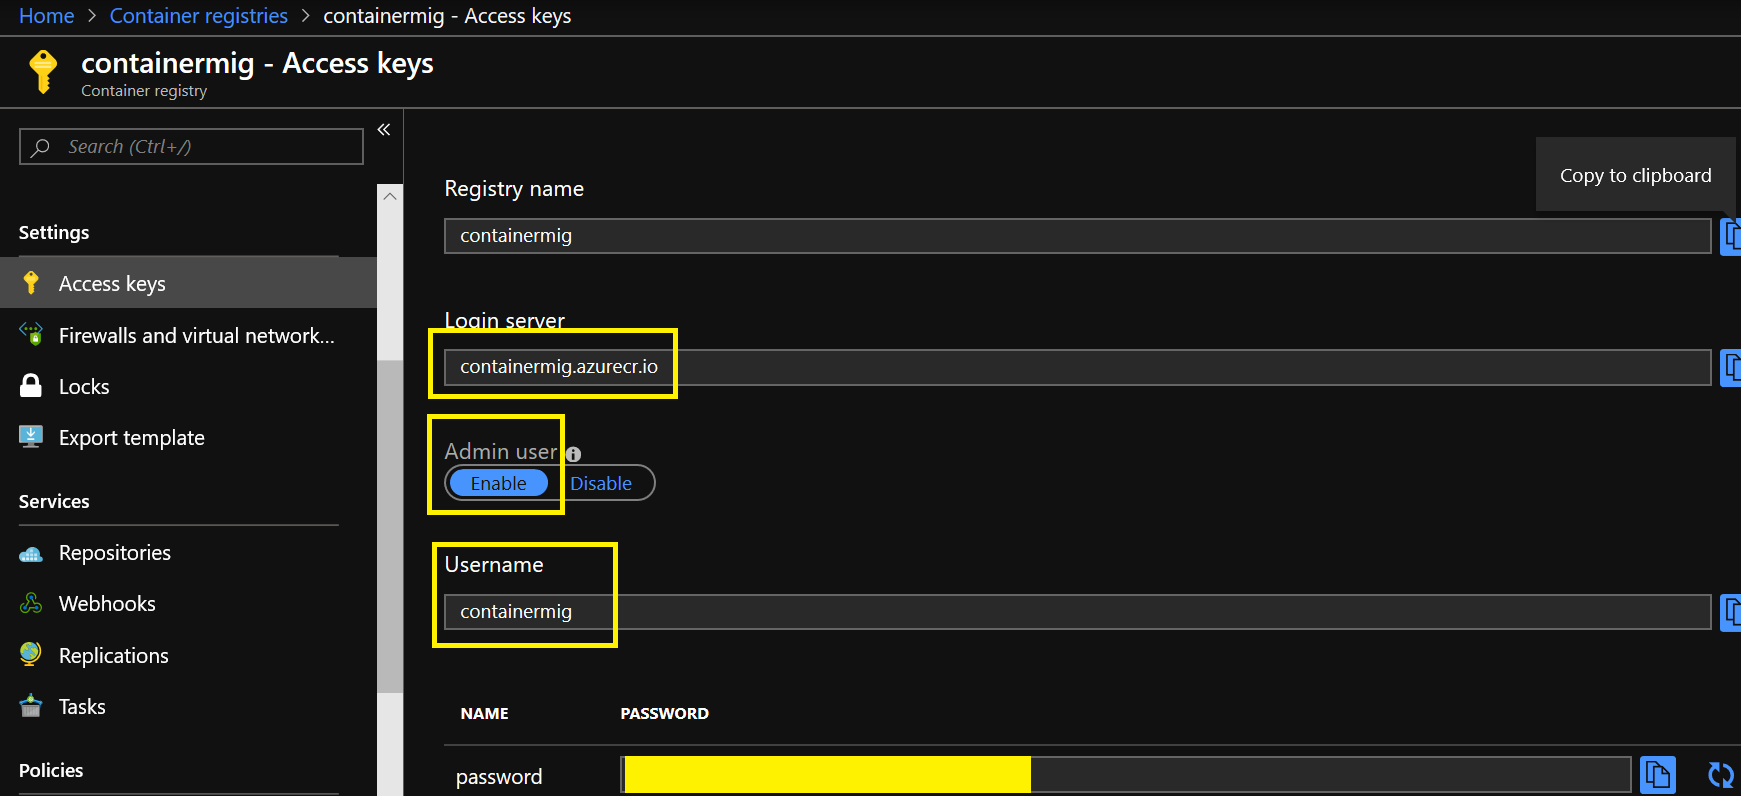 Home > Container registries > containermig - Access keys
containermig - Access keys
Container registry
Search (Ctrl+/)
«
Settings
Access keys
Firewalls and virtual network...
Locks
Export template
Services
Repositories
Webhooks
Replications
Tasks
Policies
Copy to clipboard
Registry name
containermig
Login server
containermig.azurecr.io
Admin user
Enable Disable
Username
containermig
NAME PASSWORD
password